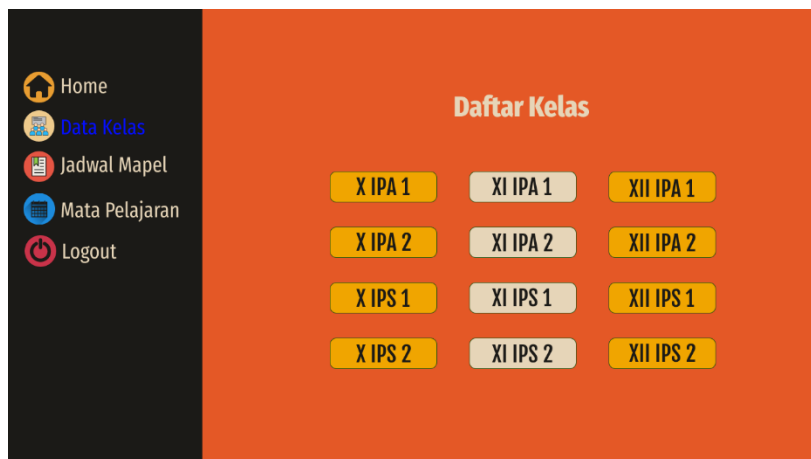 Home
Data Kelas
Jadwal Mapel
Mata Pelajaran
Logout
Daftar Kelas
X IPA 1 XI IPA 1 XII IPA 1
X IPA 2 XI IPA 2 XII IPA 2
X IPS 1 XI IPS 1 XII IPS 1
X IPS 2 XI IPS 2 XII IPS 2